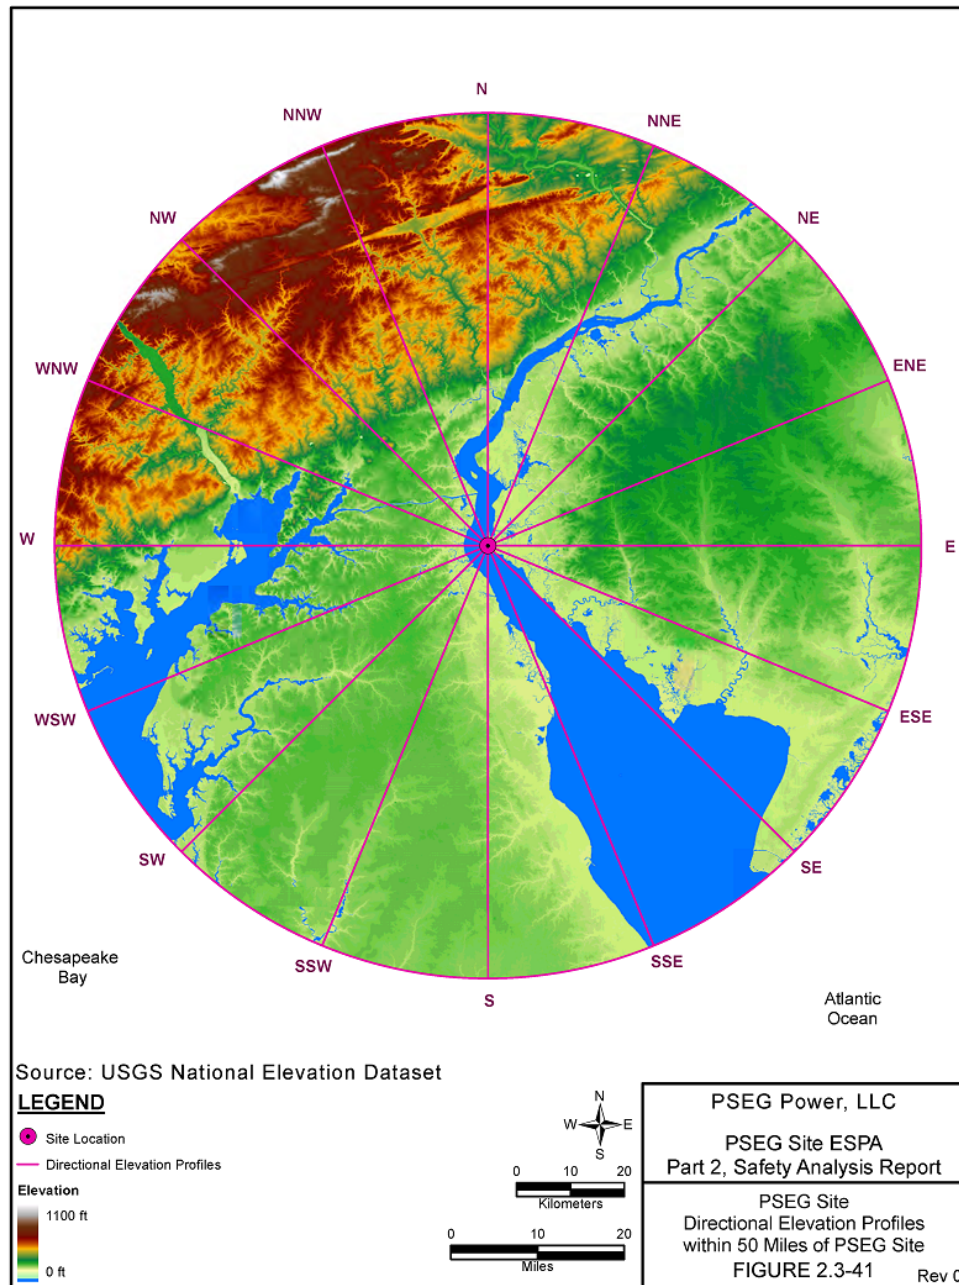 N
NNW
NNE
NW
NE
WNW
ENE
W
E
WSW
ESE
SW
SE
SSW
SSE
S
Chesapeake
Bay
Atlantic
Ocean
Source: USGS National Elevation Dataset
LEGEND
Site Location
Directional Elevation Profiles
Elevation
1100 ft
0 ft
N
W
E
S
0 10 20
Kilometers
0 10 20
Miles
PSEG Power, LLC
PSEG Site ESPA
Part 2, Safety Analysis Report
PSEG Site
Directional Elevation Profiles
within 50 Miles of PSEG Site
FIGURE 2.3-41
Rev 0